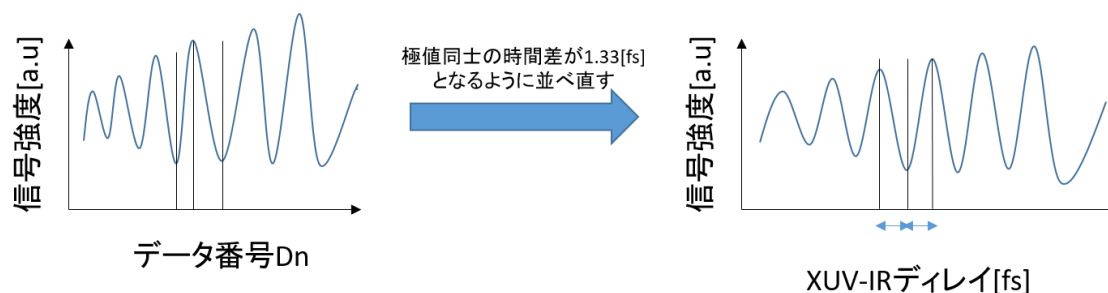 信号強度[a.u]
データ番号Dn
極値同士の時間差が1.33[fs]
となるように並べ直す
信号強度[a.u]
XUV-IRディレイ[fs]